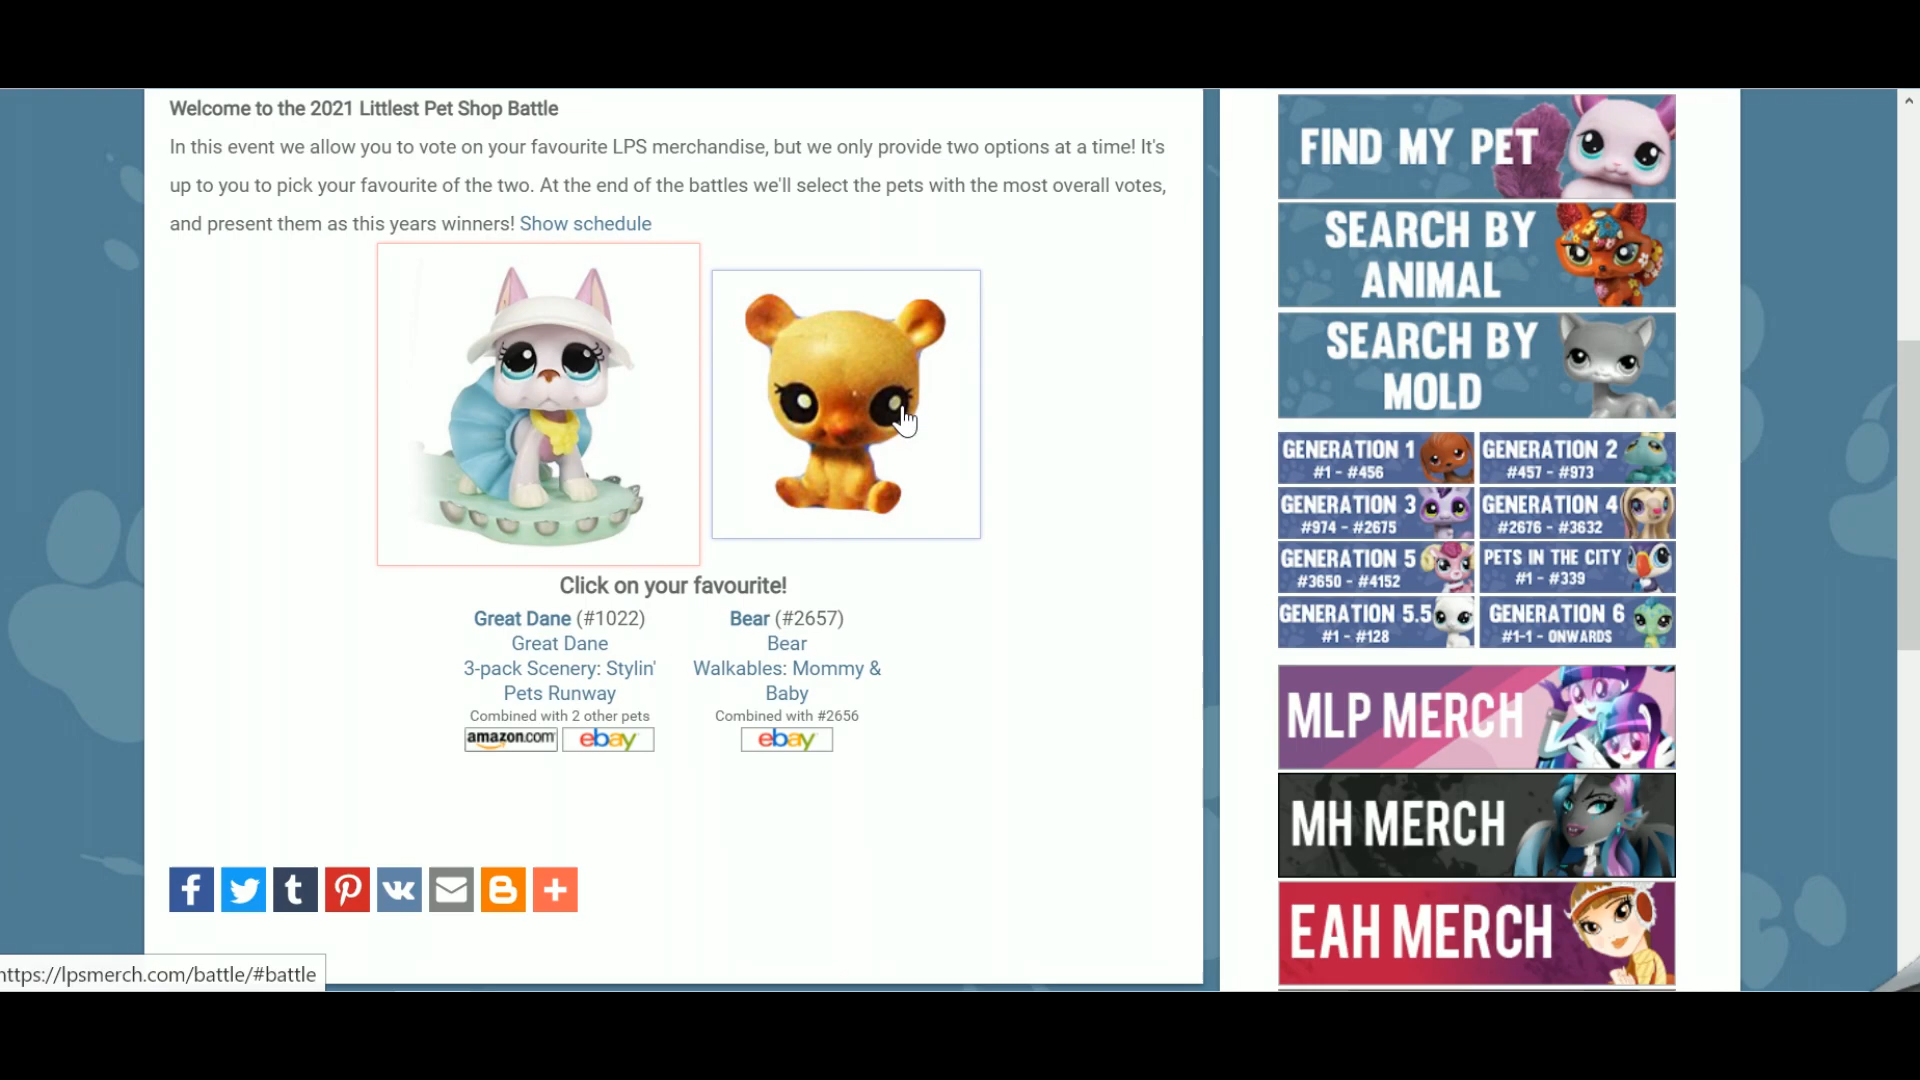 Welcome to the 2021 Littlest Pet Shop Battle
In this event we allow you to vote on your favourite LPS merchandise, but we only provide two options at a time! It's
up to you to pick your favourite of the two. At the end of the battles we'll select the pets with the most overall votes,
and present them as this years winners! Show schedule
Click on your favourite!
Great Dane (#1022)
Great Dane
3-pack Scenery: Stylin'
Pets Runway
Combined with 2 other pets
amazon.com ebay
Bear (#2657)
Bear
Walkables: Mommy &
Baby
Combined with #2656
ebay
https://lpsmerch.com/battle/#battle
FIND MY PET
SEARCH BY
ANIMAL
SEARCH BY
MOLD
GENERATION 1
#1 - #456
GENERATION 2
#457 - #973
GENERATION 3
#974 - #2675
GENERATION 4
#2676 - #3632
GENERATION 5
#3650 - #4152
PETS IN THE CITY
#1 - #339
GENERATION 5.5
#1 - #128
GENERATION 6
#1-1 - ONWARDS
MLP MERCH
MH MERCH
EAH MERCH